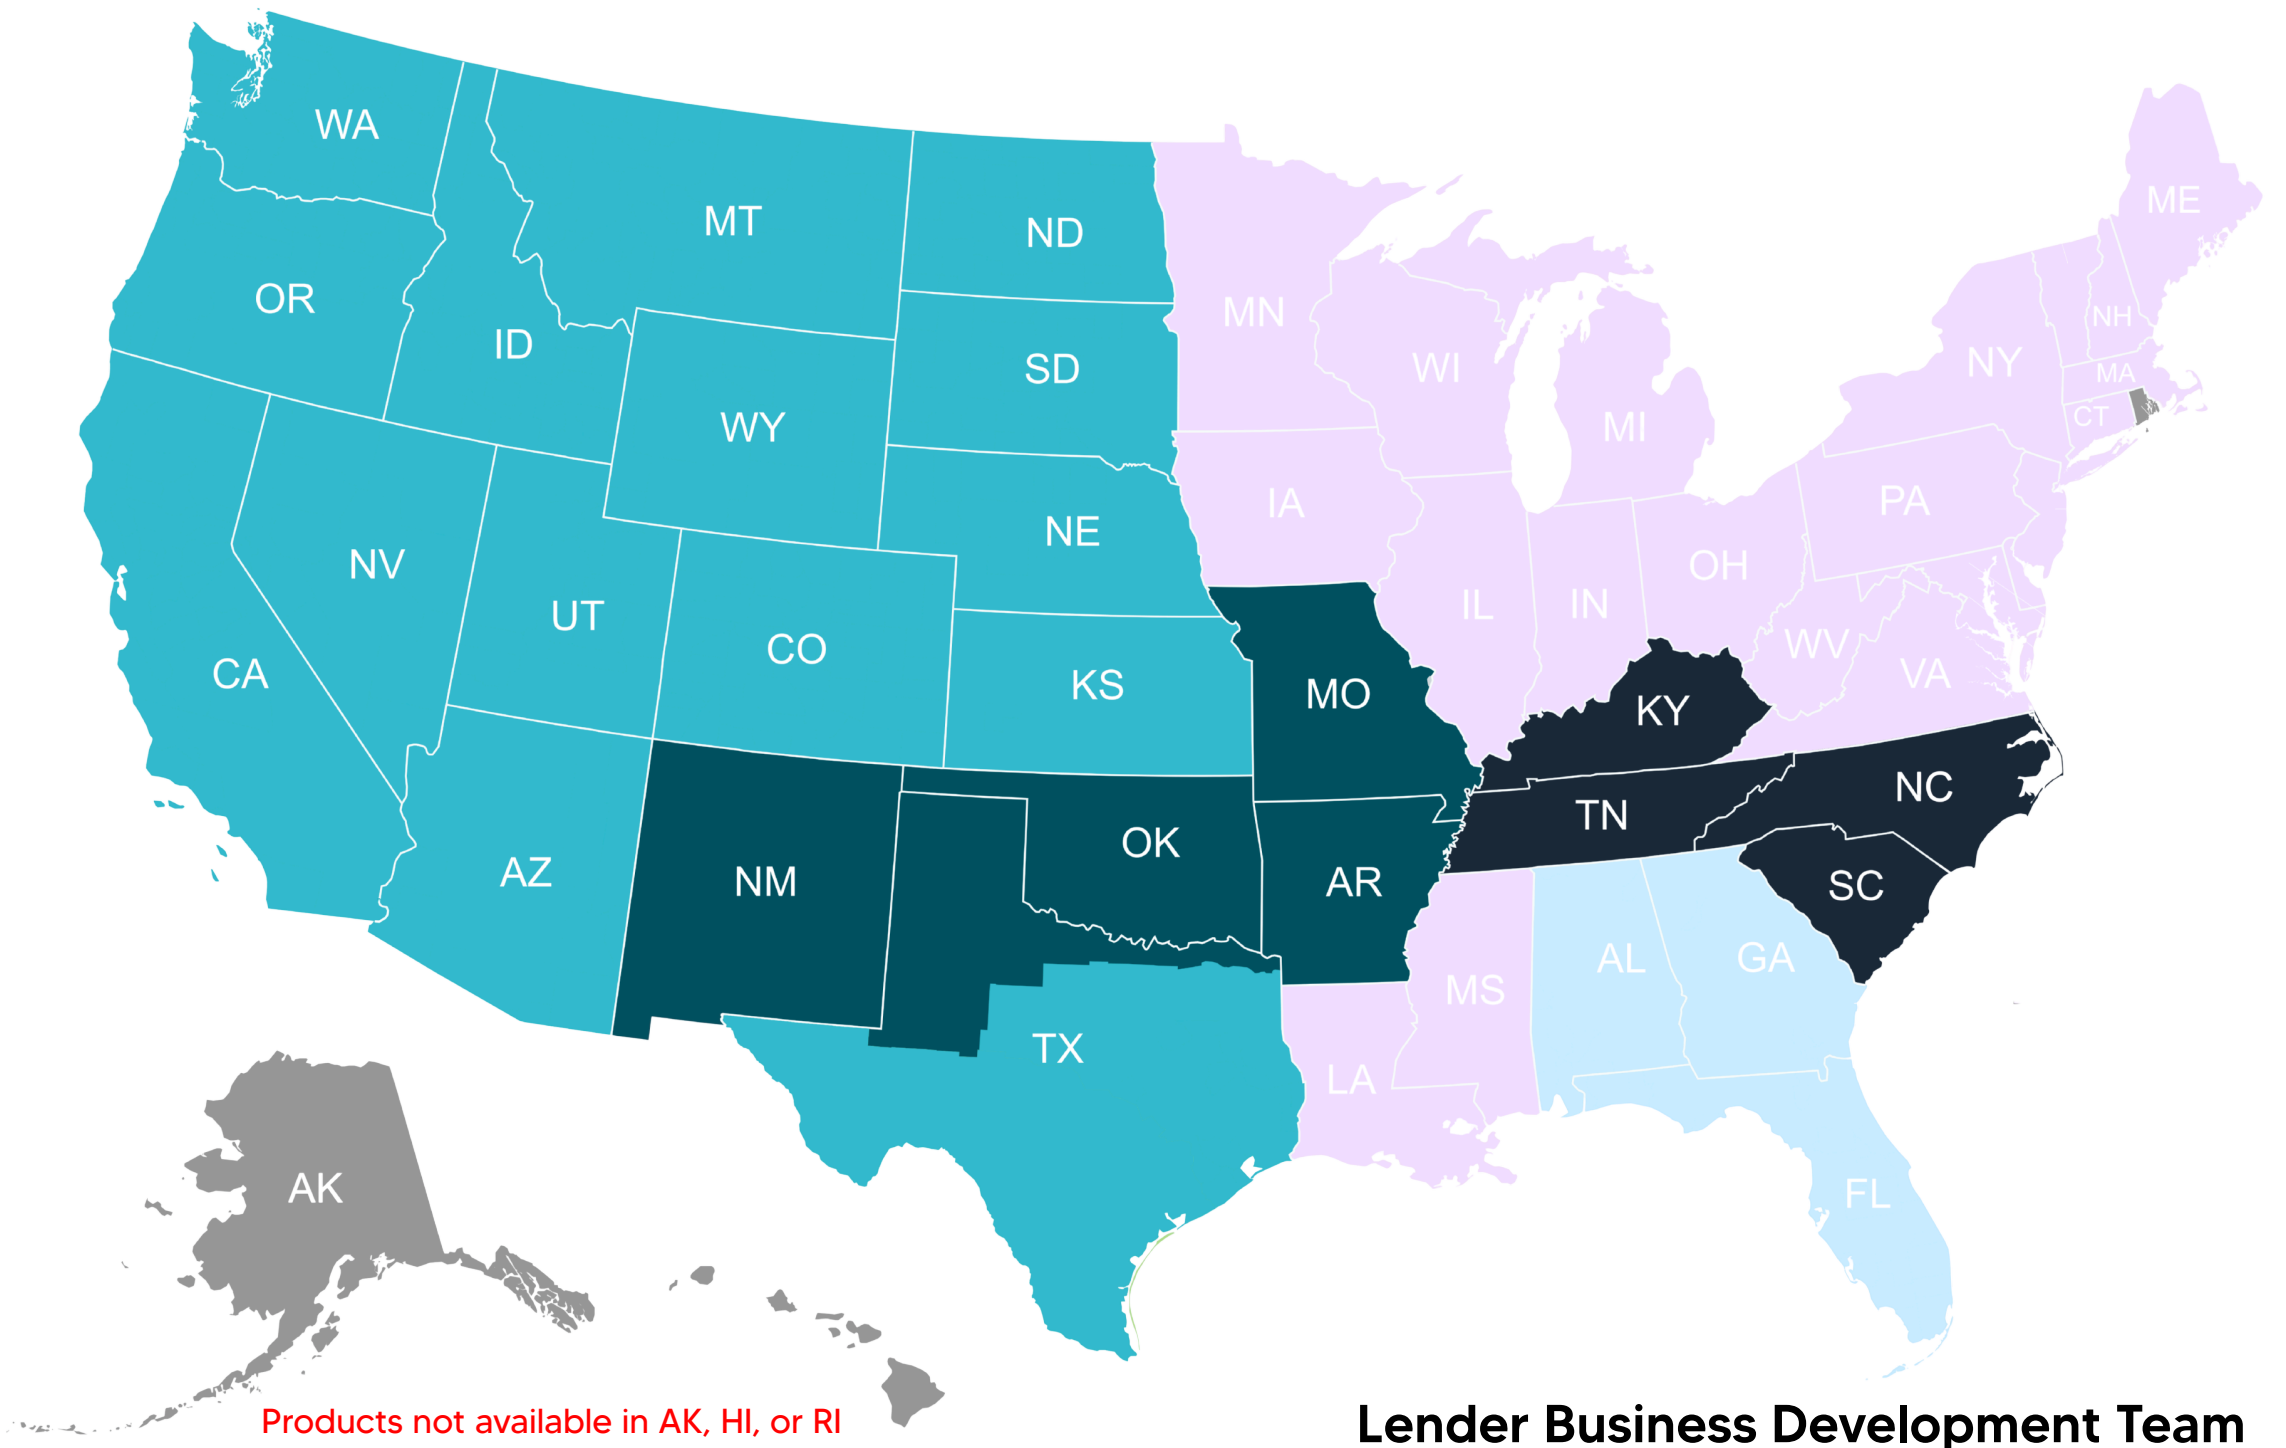 WA
MT
ND
ME
OR
MN
NH
ID
SD
WI
NY
MA
WY
MI
CT
IA
PA
NE
NV
OH
UT
IL
IN
CO
WV
CA
KS
MO
VA
KY
NC
TN
OK
AZ
NM
AR
SC
AL
GA
MS
TX
LA
AK
FL
Products not available in AK, HI, or RI
Lender Business Development Team